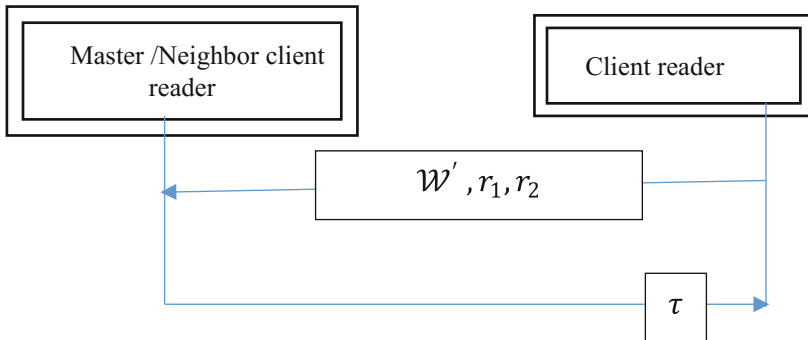 Master /Neighbor client
reader
Client reader
𝒲′ , r₁, r₂
τ